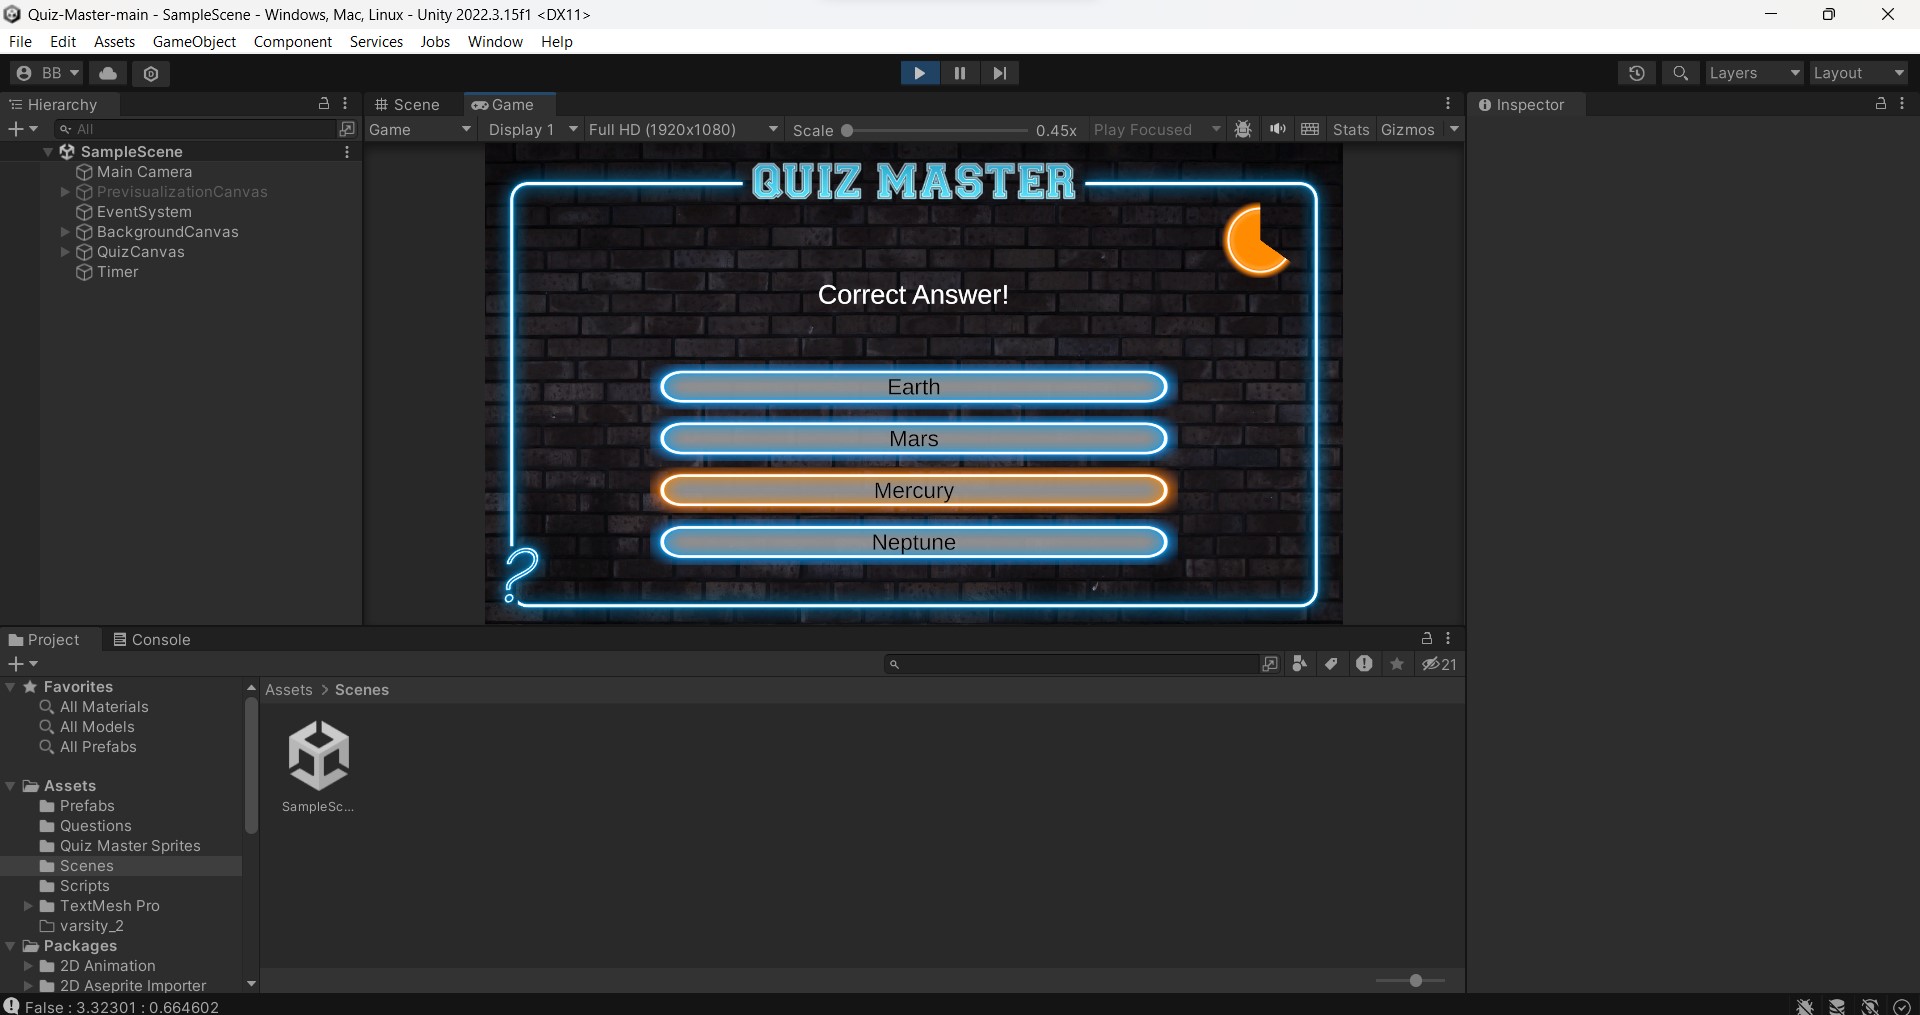 Quiz-Master-main - SampleScene - Windows, Mac, Linux - Unity 2022.3.15f1 <DX11>
File Edit Assets GameObject Component Services Jobs Window Help
BB Layers Layout
Hierarchy
All
SampleScene
Main Camera
PrevisualizationCanvas
EventSystem
BackgroundCanvas
QuizCanvas
Timer
Scene Game
Game Display 1 Full HD (1920x1080) Scale 0.45x Play Focused Stats Gizmos
QUIZ MASTER
Correct Answer!
Earth
Mars
Mercury
Neptune
?
Inspector
Project Console
21
Favorites
All Materials
All Models
All Prefabs
Assets
Prefabs
Questions
Quiz Master Sprites
Scenes
Scripts
TextMesh Pro
varsity_2
Packages
2D Animation
2D Aseprite Importer
Assets > Scenes
SampleSc...
False : 3.32301 : 0.664602